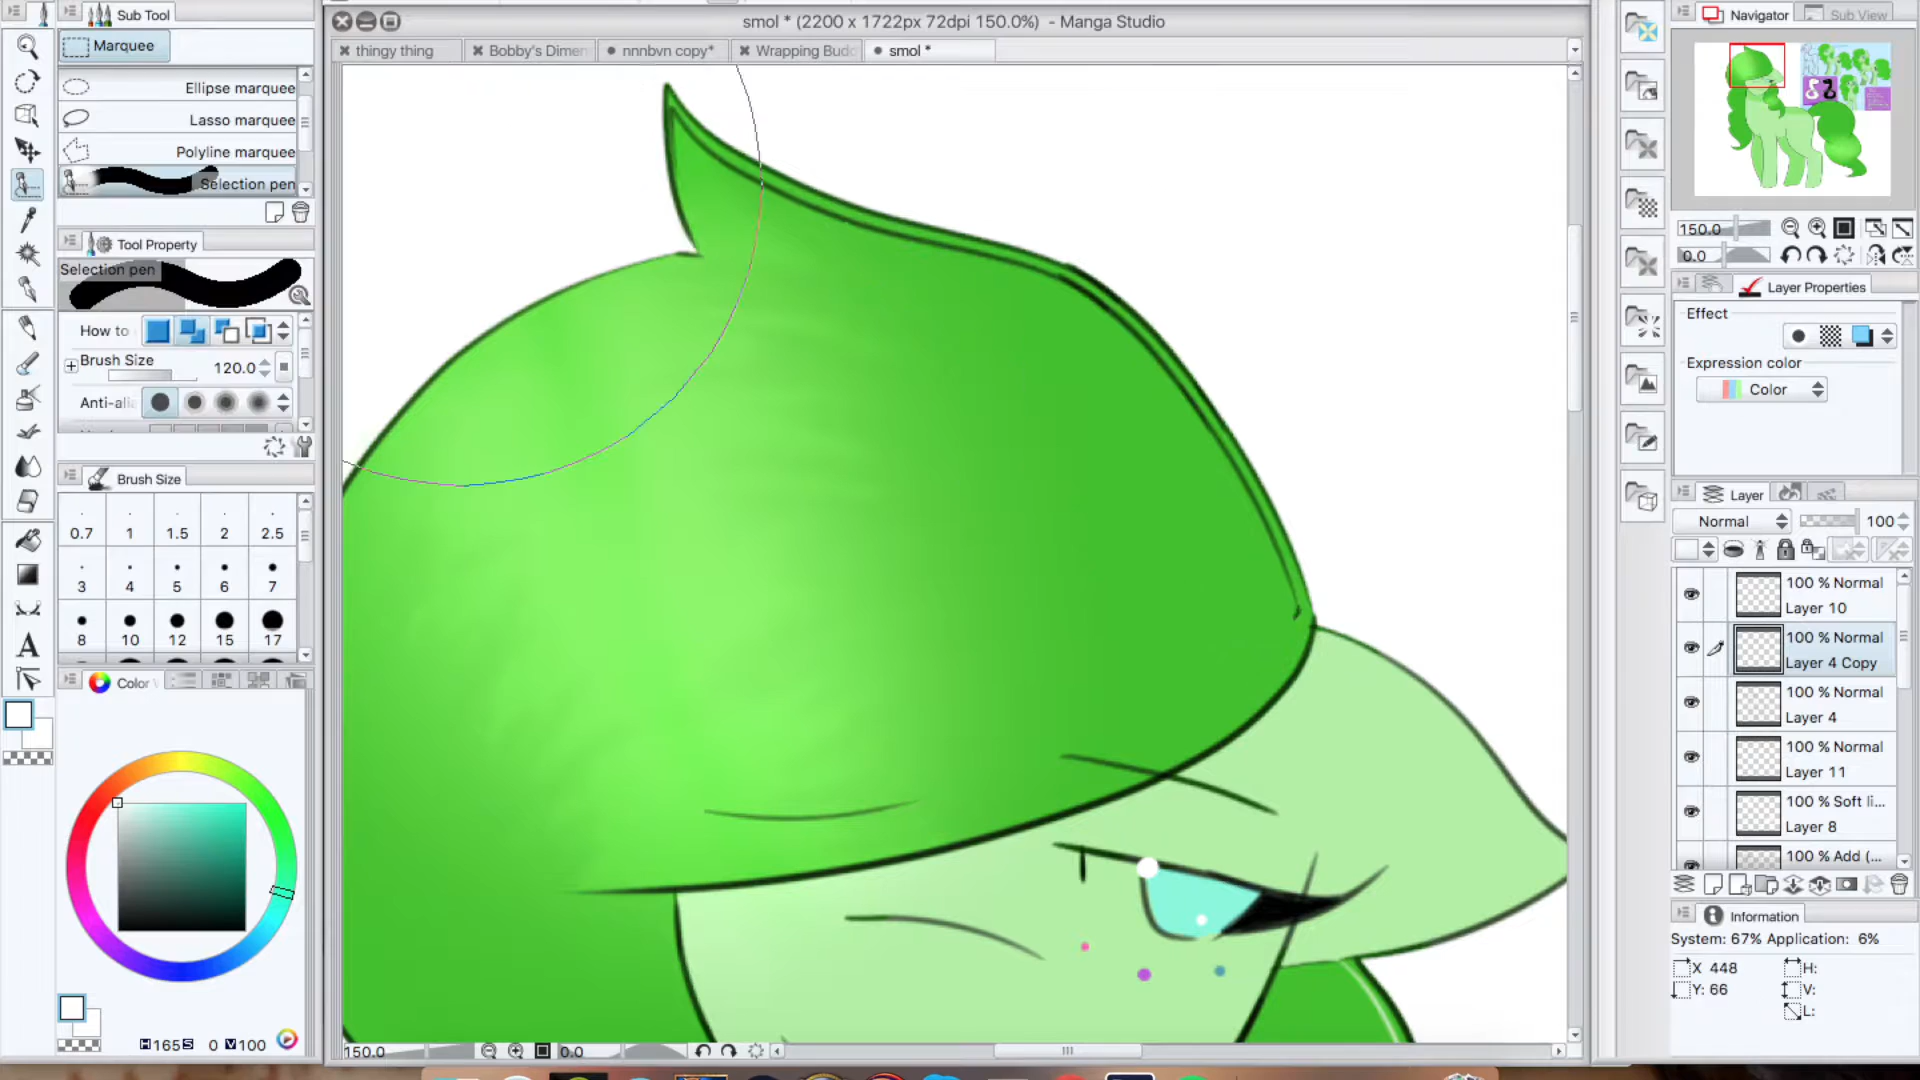 Sub Tool
Marquee
Ellipse marquee
Lasso marquee
Polyline marquee
Selection pen
Tool Property
Selection pen
How to
Brush Size
120.0
Anti-alia
Brush Size
0.7 1 1.5 2 2.5
3 4 5 6 7
8 10 12 15 17
Color
H 165 S 0 V 100
smol * (2200 x 1722px 72dpi 150.0%) - Manga Studio
thingy thing
Bobby's Dimen
nnnbvn copy*
Wrapping Budd
smol *
150.0
0.0
Navigator
Sub View
150.0
0.0
Layer Properties
Effect
Expression color
Color
Layer
Normal
100
100 % Normal
Layer 10
100 % Normal
Layer 4 Copy
100 % Normal
Layer 4
100 % Normal
Layer 11
100 % Soft li...
Layer 8
100 % Add (...
Information
System: 67% Application: 6%
X 448 H:
Y: 66 V:
L: